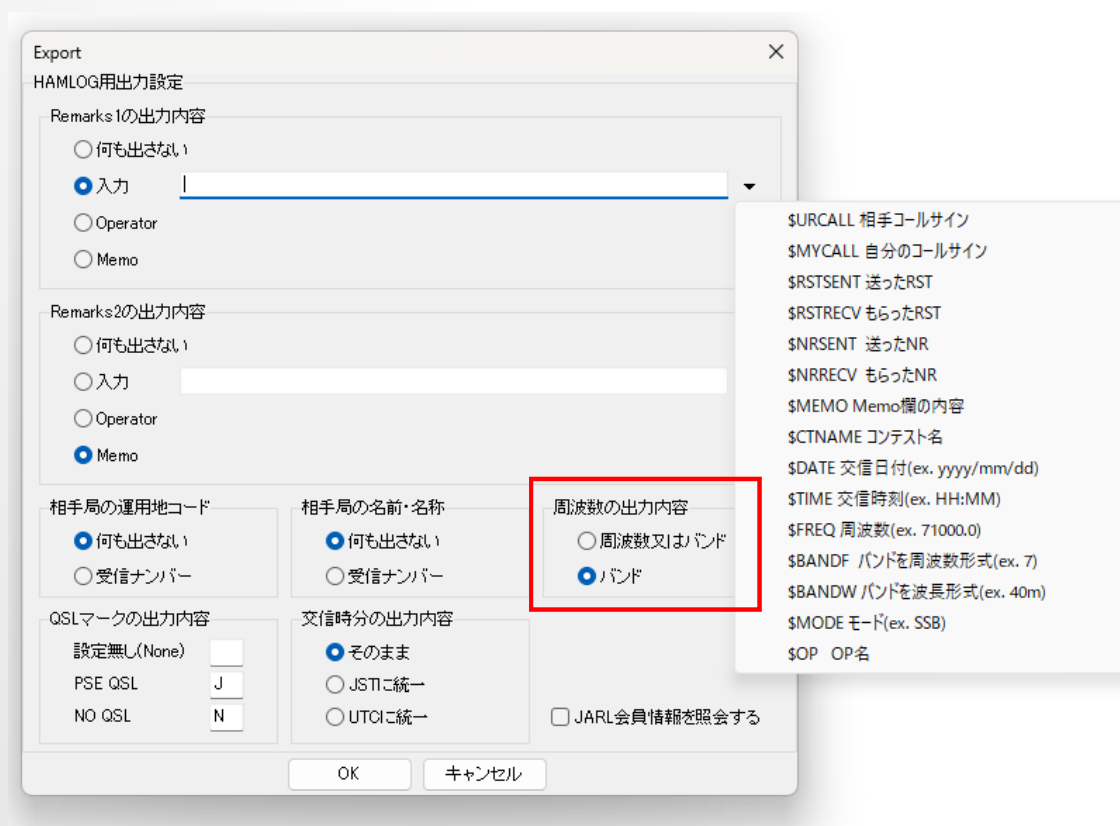 Export
HAMLOG用出力設定
Remarks1の出力内容
何も出さない
入力
Operator
Memo
Remarks2の出力内容
何も出さない
入力
Operator
Memo
相手局の運用地コード
何も出さない
受信ナンバー
相手局の名前・名称
何も出さない
受信ナンバー
周波数の出力内容
周波数又はバンド
バンド
QSLマークの出力内容
設定無し(None)
PSE QSL J
NO QSL N
交信時分の出力内容
そのまま
JSTに統一
UTCに統一
JARL会員情報を照会する
OK
キャンセル
$URCALL 相手コールサイン
$MYCALL 自分のコールサイン
$RSTSENT 送ったRST
$RSTRECV もらったRST
$NRSENT 送ったNR
$NRRECV もらったNR
$MEMO Memo欄の内容
$CTNAME コンテスト名
$DATE 交信日付(ex. yyyy/mm/dd)
$TIME 交信時刻(ex. HH:MM)
$FREQ 周波数(ex. 71000.0)
$BANDF バンドを周波数形式(ex. 7)
$BANDW バンドを波長形式(ex. 40m)
$MODE モード(ex. SSB)
$OP OP名